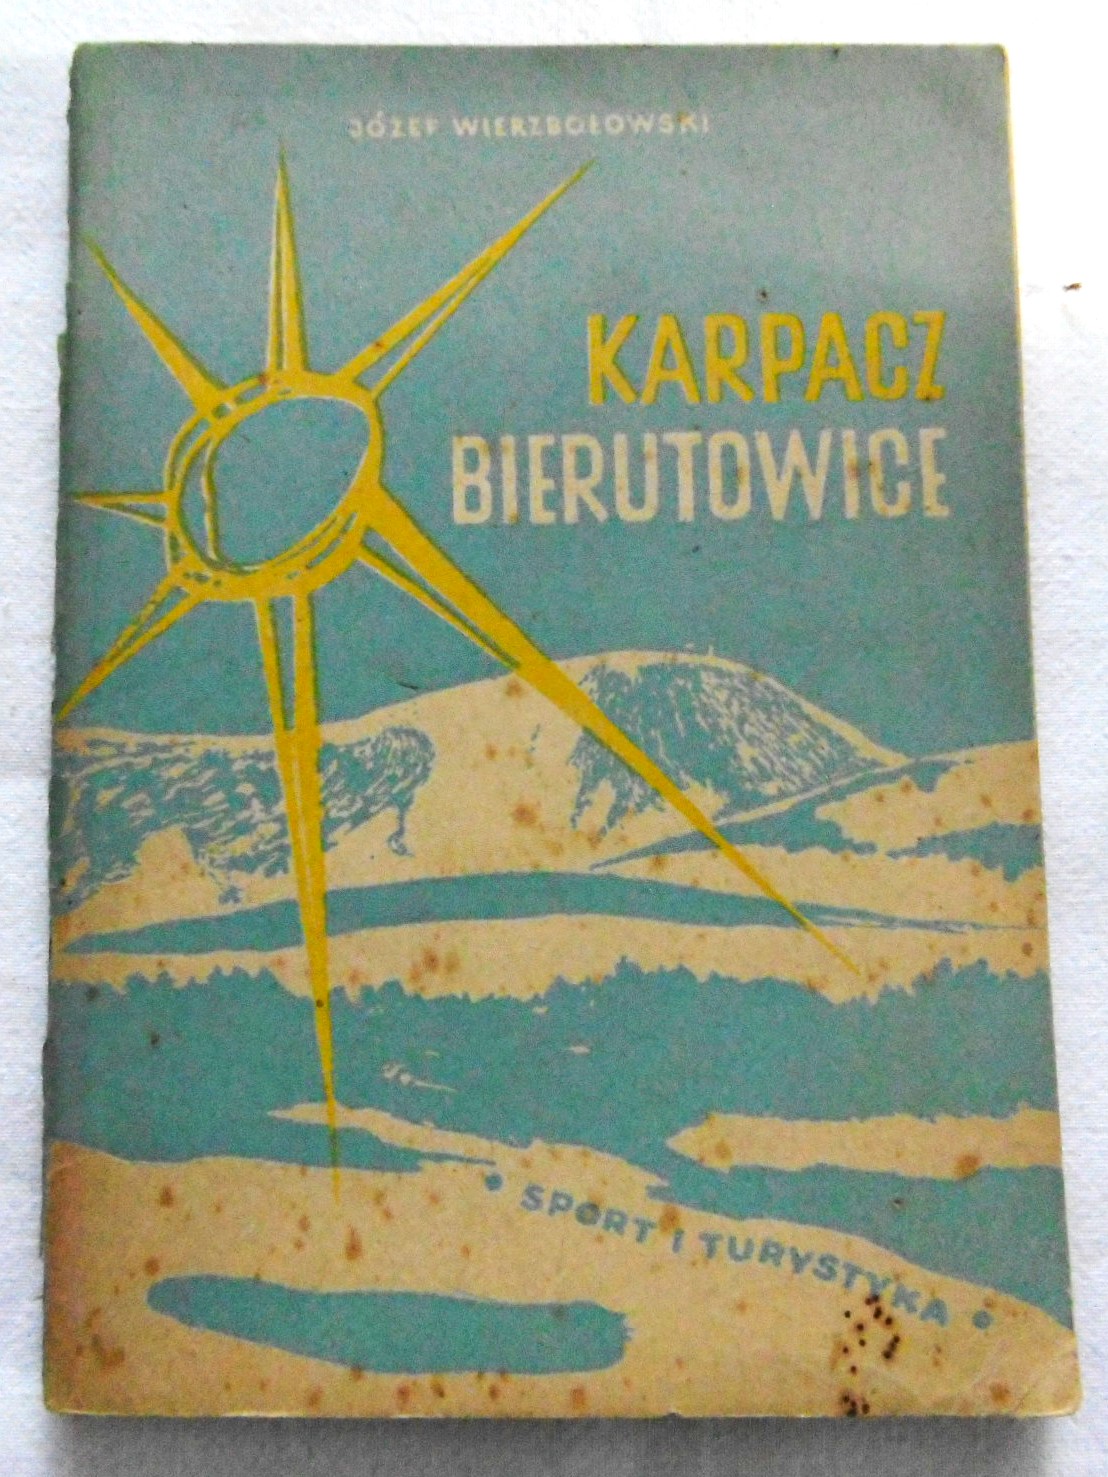 JÓZEF WIERZBOŁOWSKI
KARPACZ
BIERUTOWICE
• SPORT I TURYSTYKA •